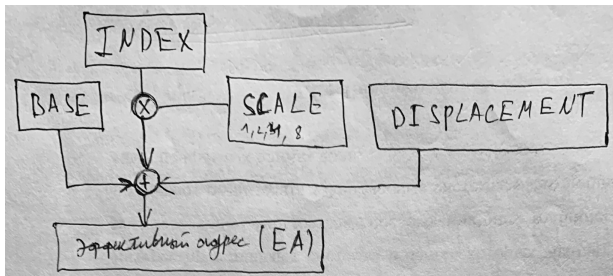 INDEX
BASE
×
SCALE
1, 2, 4, 8
DISPLACEMENT
+
Эффективный адрес (EA)